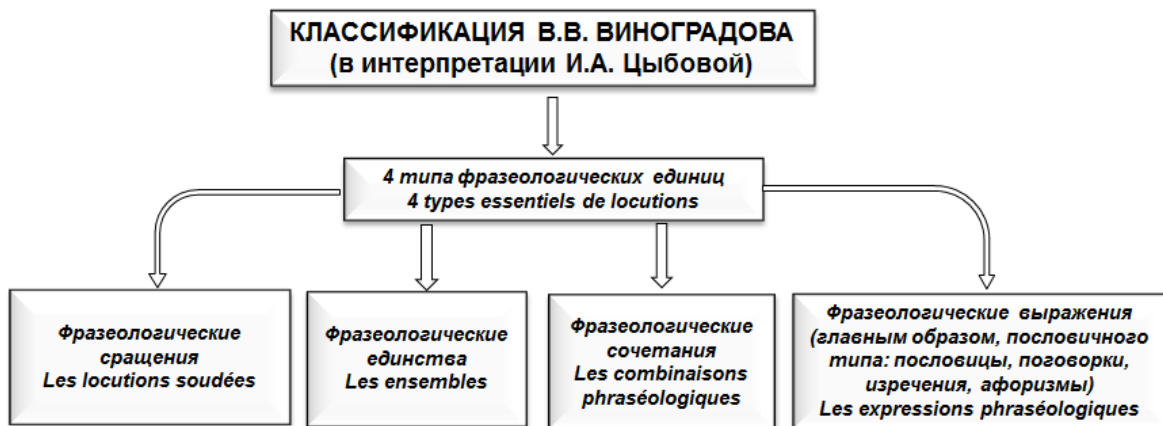 КЛАССИФИКАЦИЯ В.В. ВИНОГРАДОВА
(в интерпретации И.А. Цыбовой)
4 типа фразеологических единиц
4 types essentiels de locutions
Фразеологические
сращения
Les locutions soudées
Фразеологические
единства
Les ensembles
Фразеологические
сочетания
Les combinaisons
phraséologiques
Фразеологические выражения
(главным образом, пословичного
типа: пословицы, поговорки,
изречения, афоризмы)
Les expressions phraséologiques